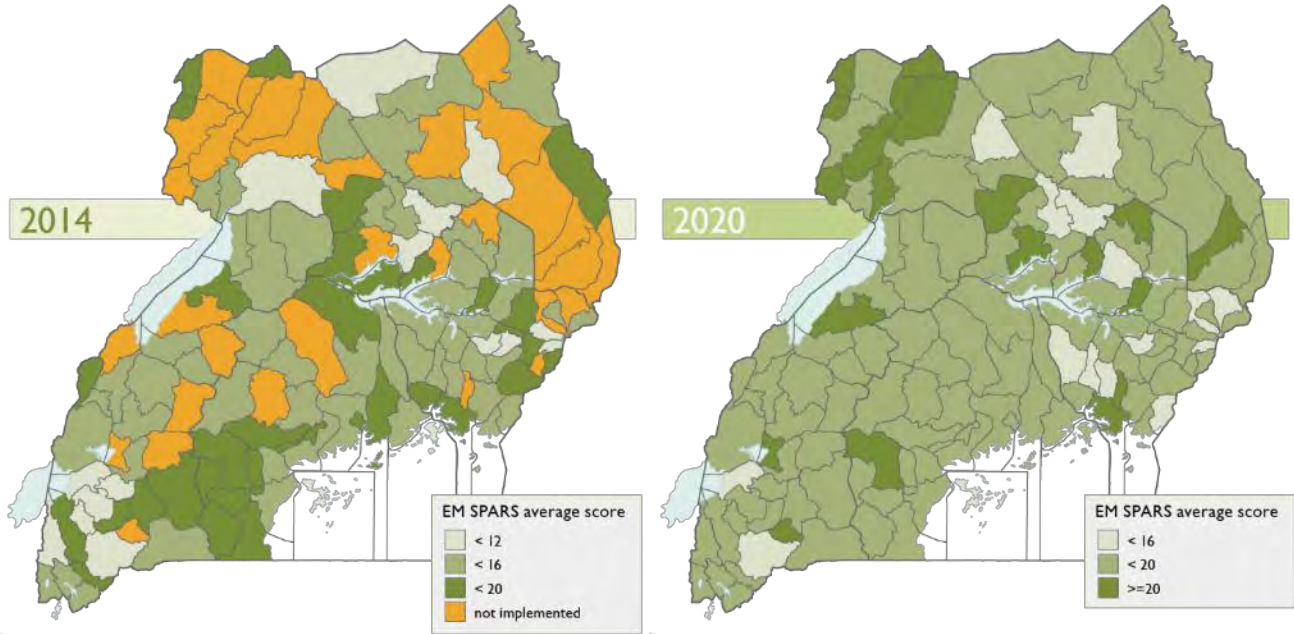 2014
EM SPARS average score
< 12
< 16
< 20
not implemented
2020
EM SPARS average score
< 16
< 20
>=20